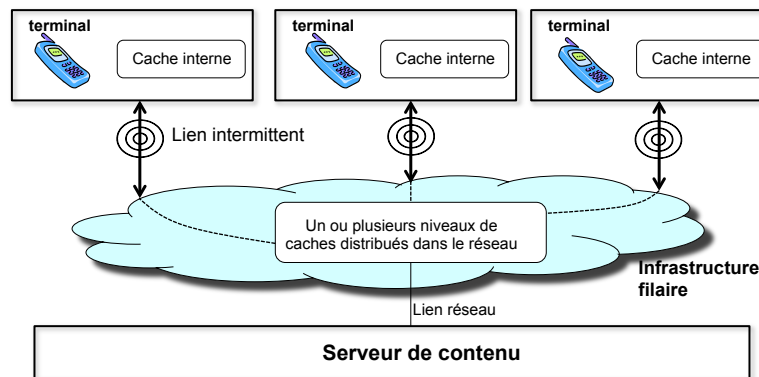 terminal
Cache interne
terminal
Cache interne
terminal
Cache interne
Lien intermittent
Un ou plusieurs niveaux de
caches distribués dans le réseau
Infrastructure
filaire
Lien réseau
Serveur de contenu